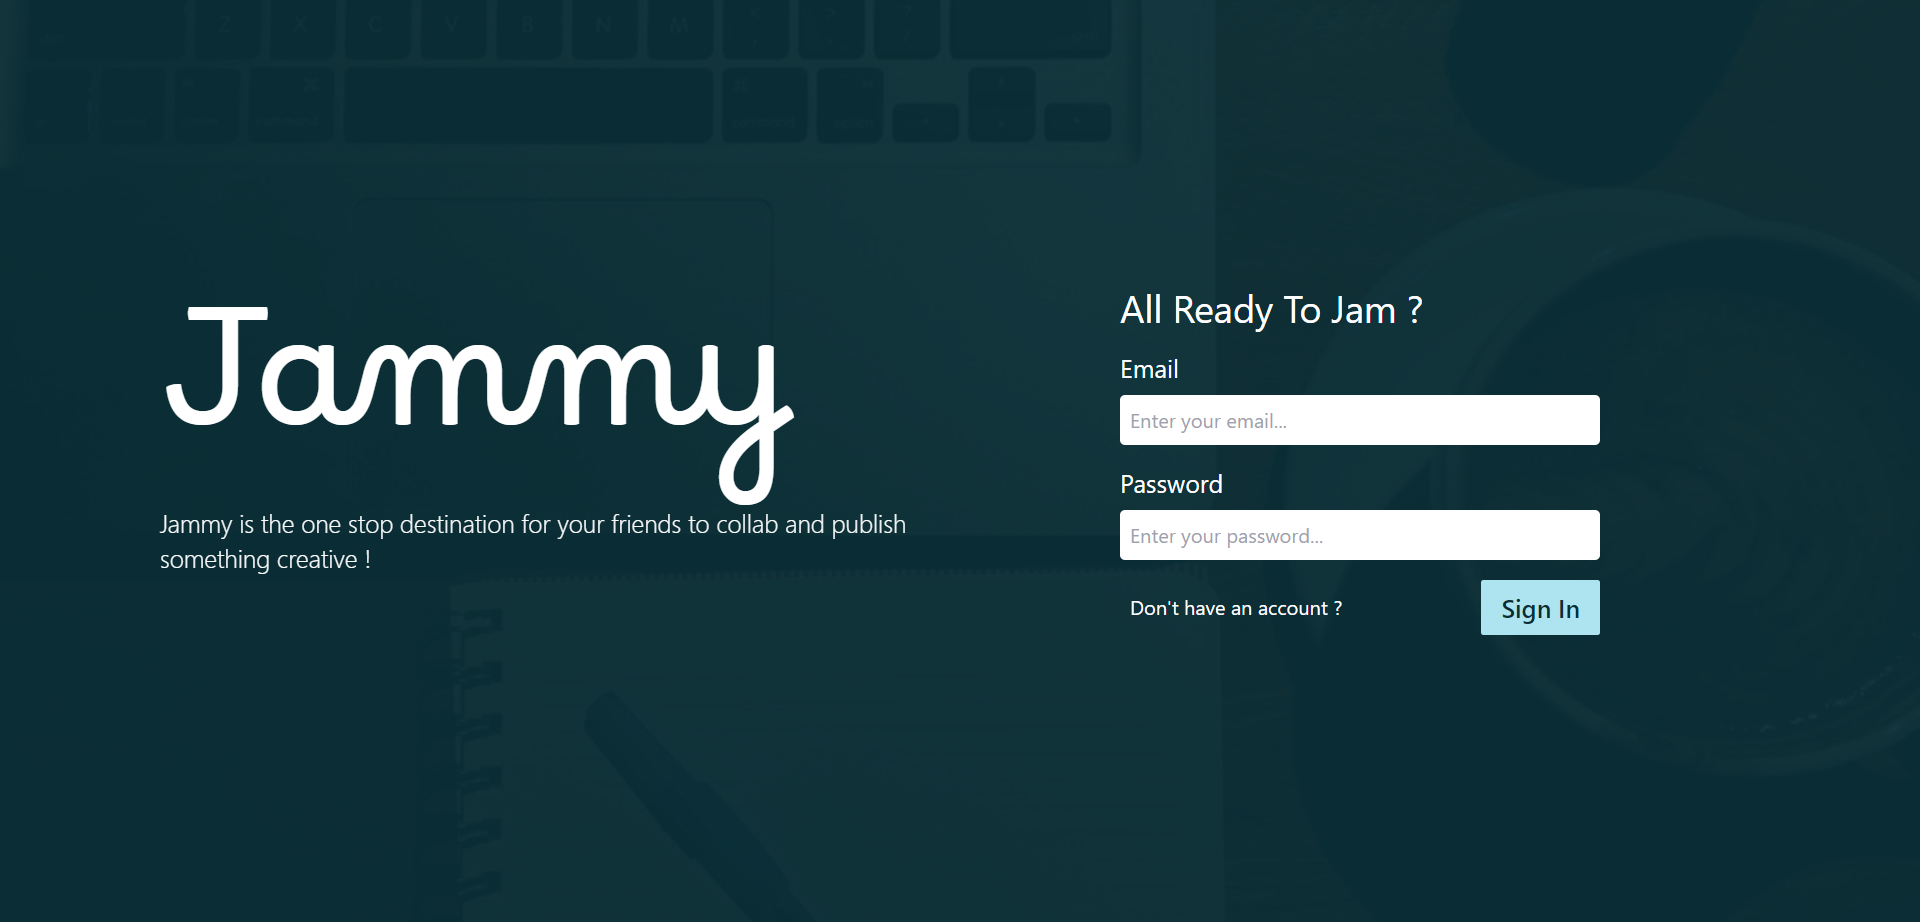 Z X C V B N M
Jammy
Jammy is the one stop destination for your friends to collab and publish
something creative !
All Ready To Jam ?
Email
Enter your email...
Password
Enter your password...
Don't have an account ?
Sign In